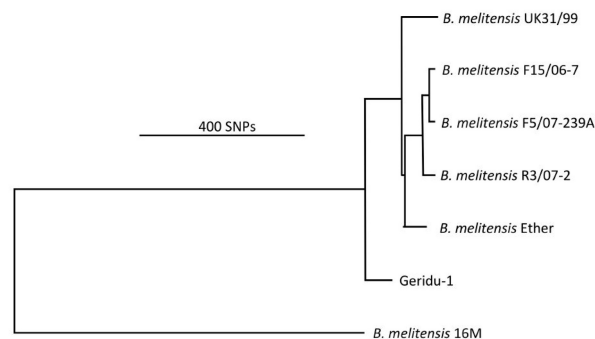 B. melitensis UK31/99
B. melitensis F15/06-7
400 SNPs
B. melitensis F5/07-239A
B. melitensis R3/07-2
B. melitensis Ether
Geridu-1
B. melitensis 16M